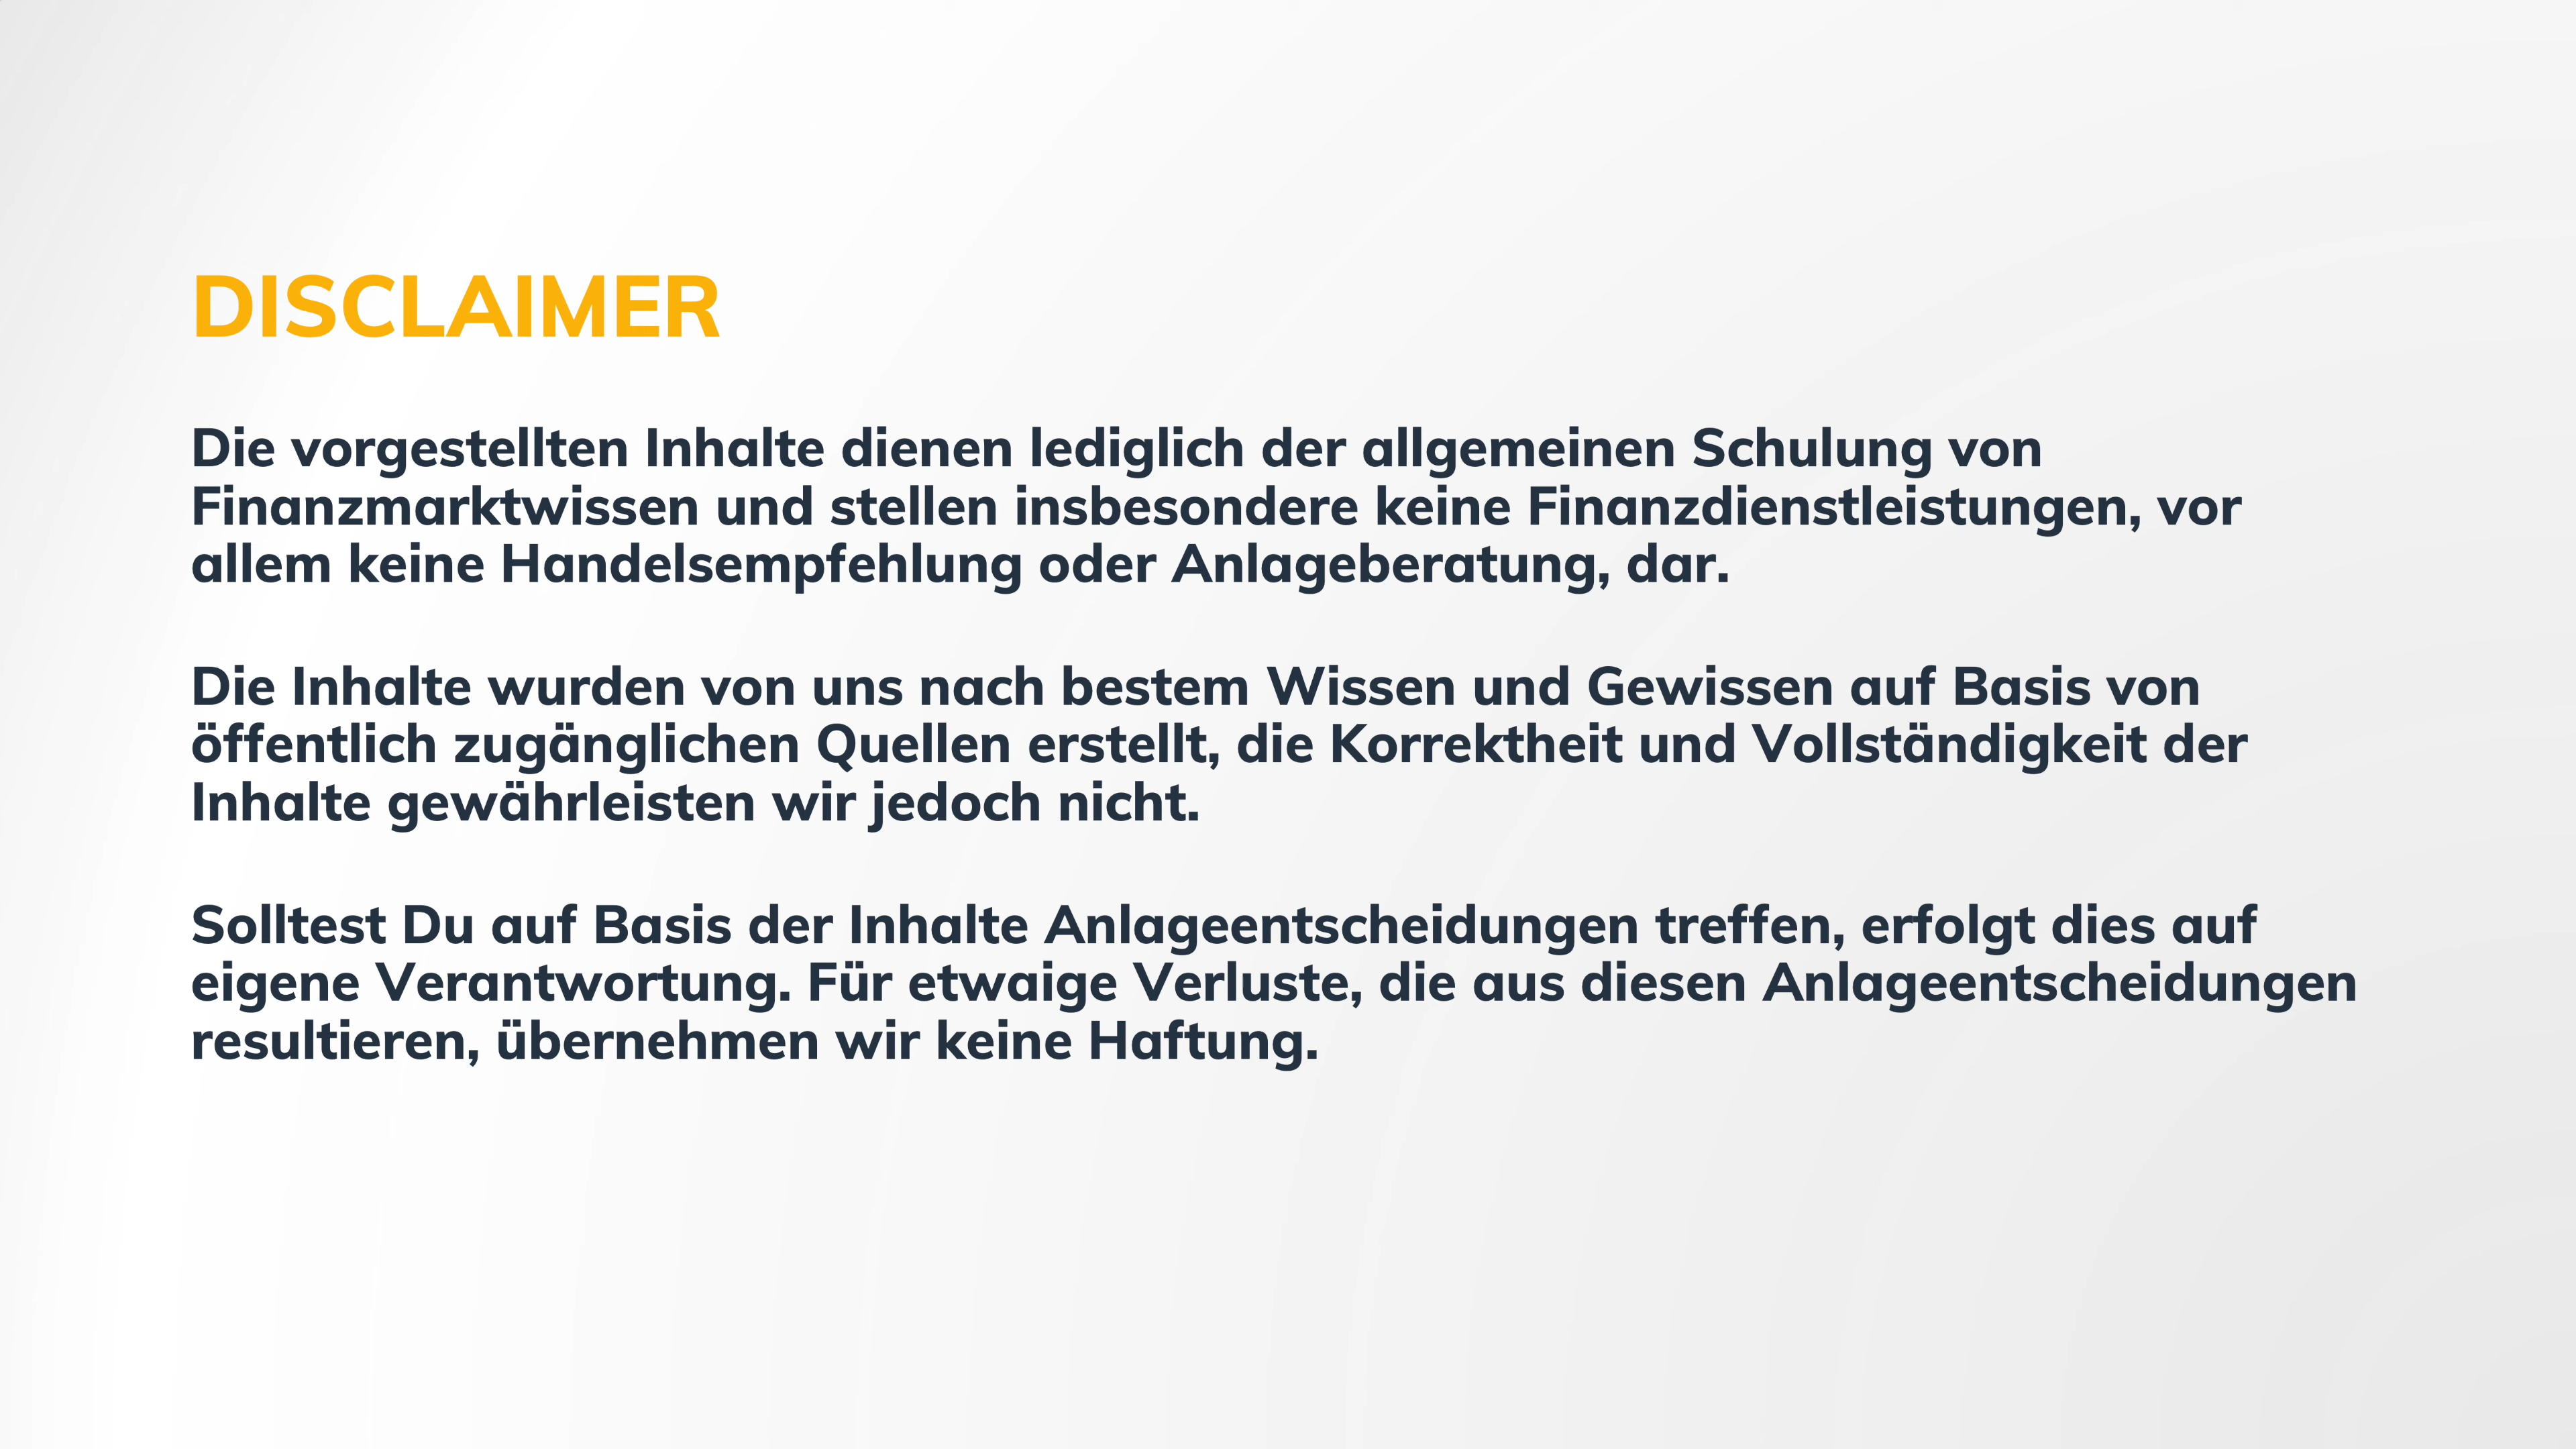 DISCLAIMER
Die vorgestellten Inhalte dienen lediglich der allgemeinen Schulung von
Finanzmarktwissen und stellen insbesondere keine Finanzdienstleistungen, vor
allem keine Handelsempfehlung oder Anlageberatung, dar.
Die Inhalte wurden von uns nach bestem Wissen und Gewissen auf Basis von
öffentlich zugänglichen Quellen erstellt, die Korrektheit und Vollständigkeit der
Inhalte gewährleisten wir jedoch nicht.
Solltest Du auf Basis der Inhalte Anlageentscheidungen treffen, erfolgt dies auf
eigene Verantwortung. Für etwaige Verluste, die aus diesen Anlageentscheidungen
resultieren, übernehmen wir keine Haftung.